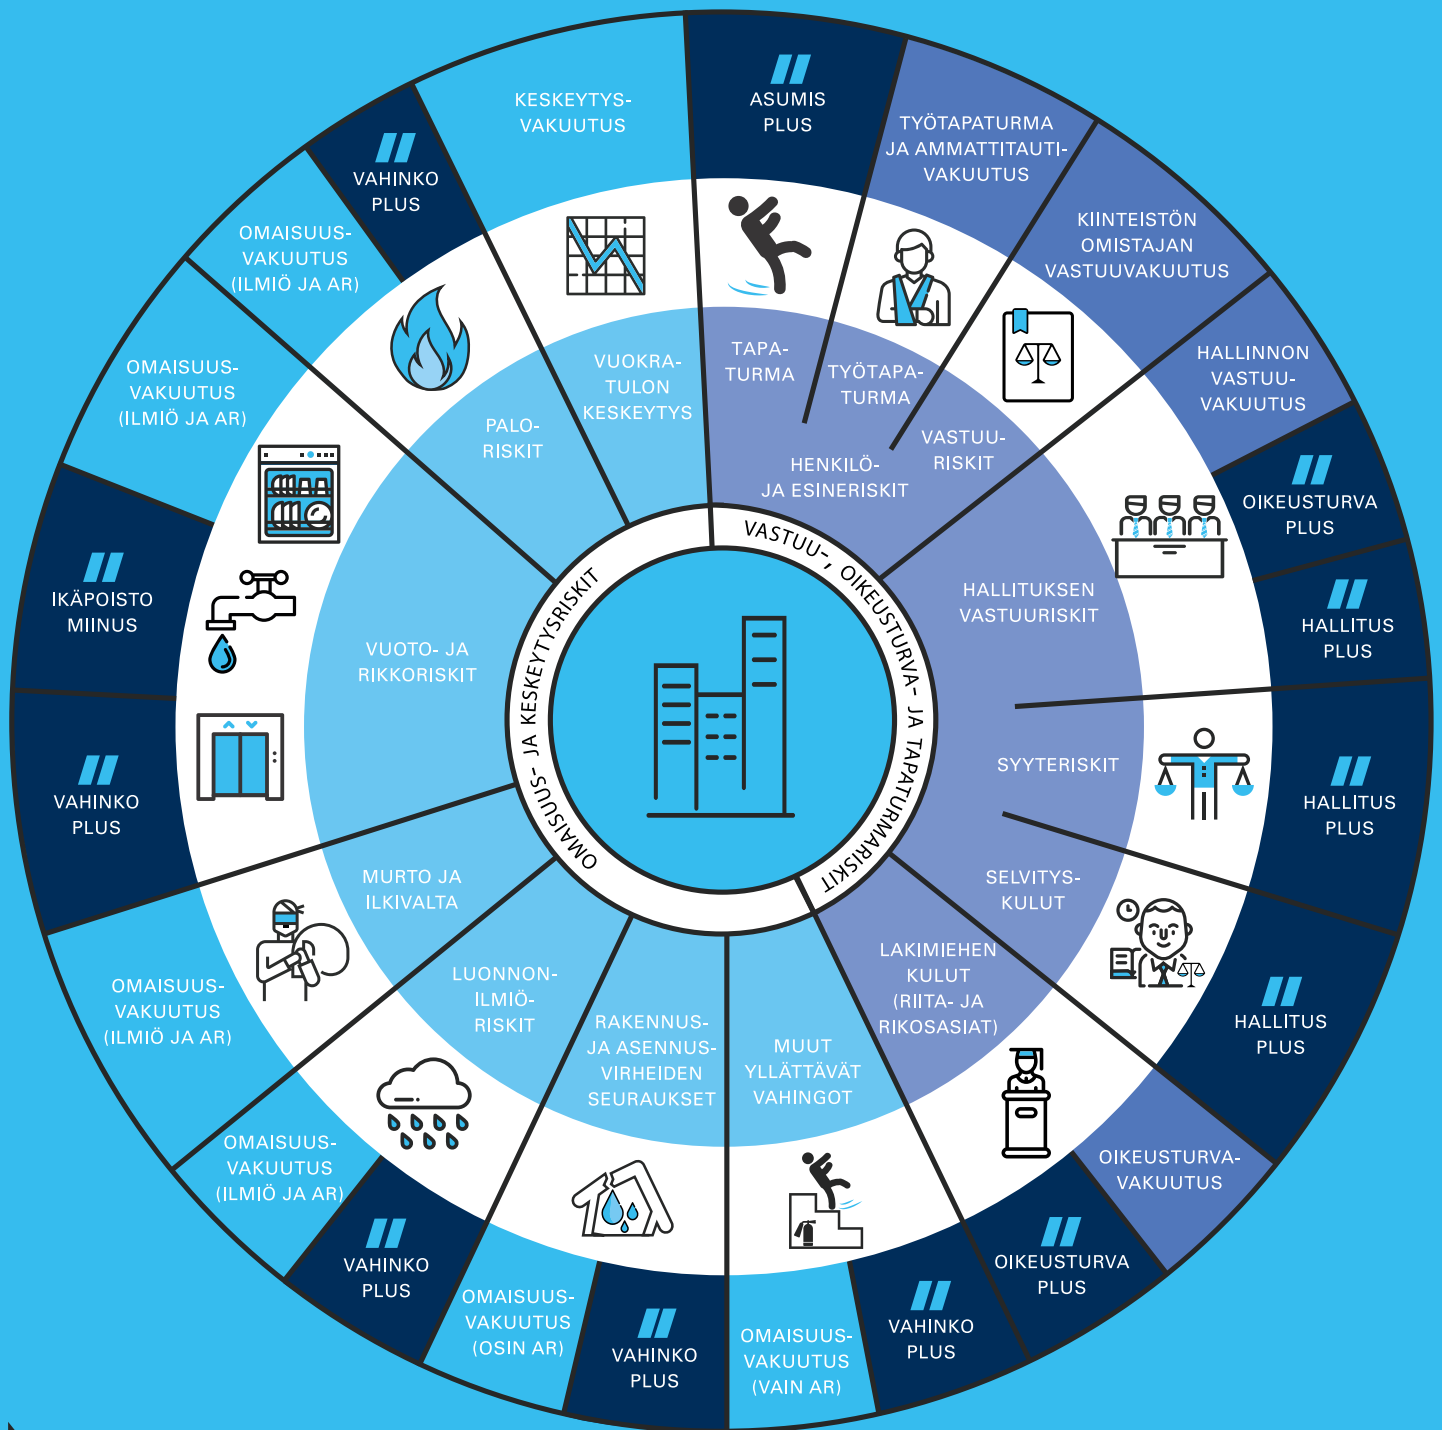 KESKEYTYS-
VAKUUTUS
ASUMIS
PLUS
TYÖTAPATURMA
JA AMMATTITAUTI-
VAKUUTUS
KIINTEISTÖN
OMISTAJAN
VASTUUVAKUUTUS
HALLINNON
VASTUU-
VAKUUTUS
OIKEUSTURVA
PLUS
HALLITUS
PLUS
HALLITUS
PLUS
HALLITUS
PLUS
OIKEUSTURVA-
VAKUUTUS
OIKEUSTURVA
PLUS
VAHINKO
PLUS
OMAISUUS-
VAKUUTUS
(VAIN AR)
VAHINKO
PLUS
OMAISUUS-
VAKUUTUS
(OSIN AR)
VAHINKO
PLUS
OMAISUUS-
VAKUUTUS
(ILMIÖ JA AR)
OMAISUUS-
VAKUUTUS
(ILMIÖ JA AR)
VAHINKO
PLUS
IKÄPOISTO
MIINUS
OMAISUUS-
VAKUUTUS
(ILMIÖ JA AR)
OMAISUUS-
VAKUUTUS
(ILMIÖ JA AR)
VAHINKO
PLUS
VUOKRA-
TULON
KESKEYTYS
TAPA-
TURMA
TYÖTAPA-
TURMA
HENKILÖ-
JA ESINERISKIT
VASTUU-
RISKIT
HALLITUKSEN
VASTUURISKIT
SYYTERISKIT
SELVITYS-
KULUT
LAKIMIEHEN
KULUT
(RIITA- JA
RIKOSASIAT)
MUUT
YLLÄTTÄVÄT
VAHINGOT
RAKENNUS-
JA ASENNUS-
VIRHEIDEN
SEURAUKSET
LUONNON-
ILMIÖ-
RISKIT
MURTO JA
ILKIVALTA
VUOTO- JA
RIKKORISKIT
PALO-
RISKIT
OMAISUUS- JA KESKEYTYSRISKIT
VASTUU-, OIKEUSTURVA- JA TAPATURMARISKIT